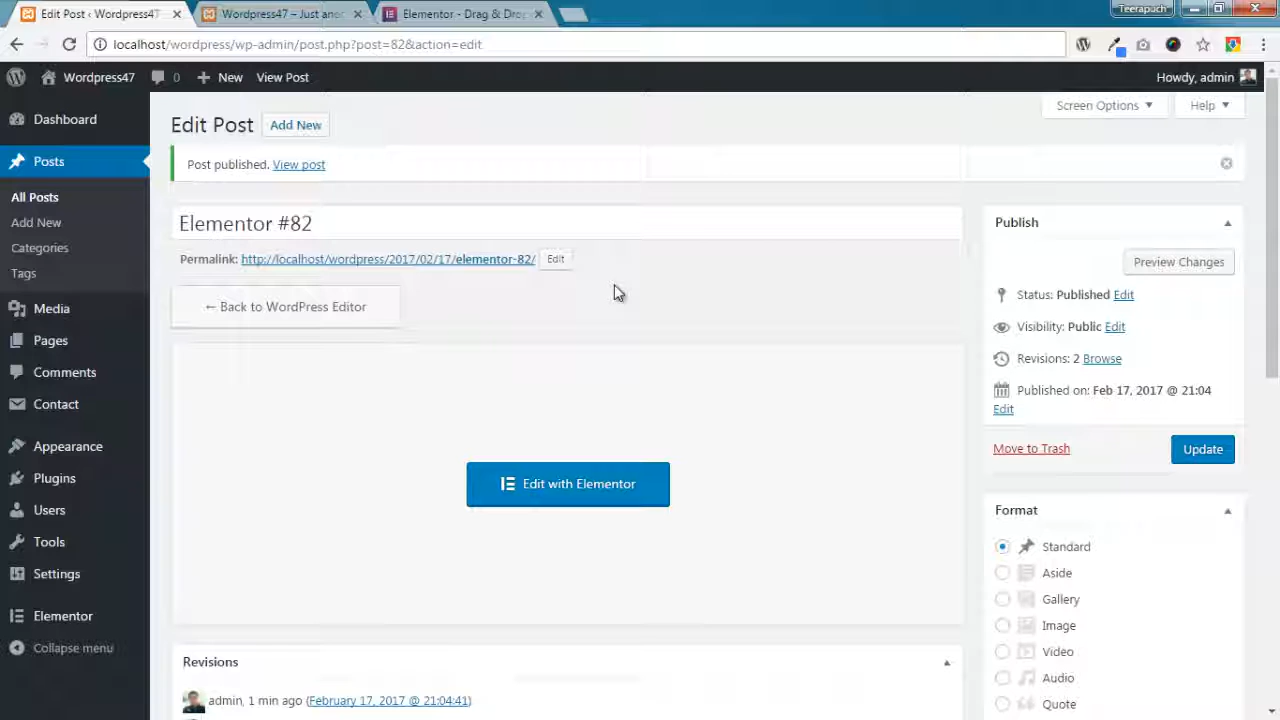 Edit Post ‹ Wordpress47
Wordpress47 – Just anot
Elementor - Drag & Drop
Teerapuch
localhost/wordpress/wp-admin/post.php?post=82&action=edit
Wordpress47
0
New
View Post
Howdy, admin
Dashboard
Posts
All Posts
Add New
Categories
Tags
Media
Pages
Comments
Contact
Appearance
Plugins
Users
Tools
Settings
Elementor
Collapse menu
Screen Options
Help
Edit Post
Add New
Post published. View post
Elementor #82
Permalink: http://localhost/wordpress/2017/02/17/elementor-82/ Edit
← Back to WordPress Editor
Edit with Elementor
Revisions
admin, 1 min ago (February 17, 2017 @ 21:04:41)
Publish
Preview Changes
Status: Published Edit
Visibility: Public Edit
Revisions: 2 Browse
Published on: Feb 17, 2017 @ 21:04
Edit
Move to Trash
Update
Format
Standard
Aside
Gallery
Image
Video
Audio
Quote